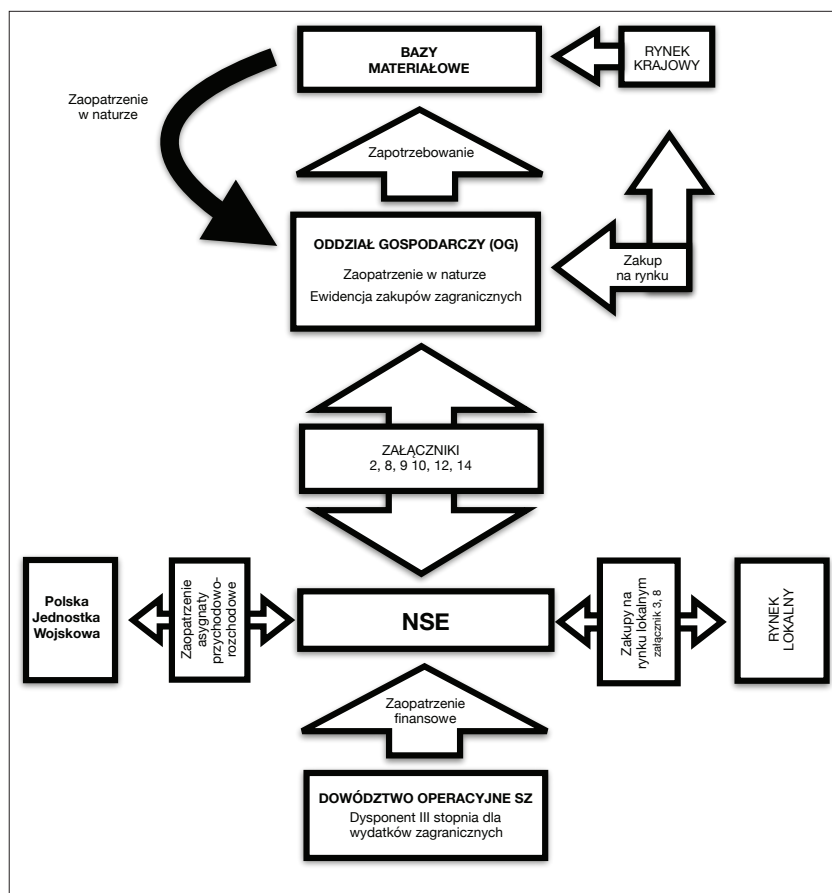 BAZY
MATERIAŁOWE
RYNEK
KRAJOWY
Zaopatrzenie
w naturze
Zapotrzebowanie
ODDZIAŁ GOSPODARCZY (OG)
Zaopatrzenie w naturze
Ewidencja zakupów zagranicznych
Zakup
na rynku
ZAŁĄCZNIKI
2, 8, 9 10, 12, 14
Polska
Jednostka
Wojskowa
Zaopatrzenie
asygnaty
przychodowo-
rozchodowe
NSE
Zakupy na
rynku lokalnym
załącznik 3, 8
RYNEK
LOKALNY
Zaopatrzenie
finansowe
DOWÓDZTWO OPERACYJNE SZ
Dysponent III stopnia dla
wydatków zagranicznych